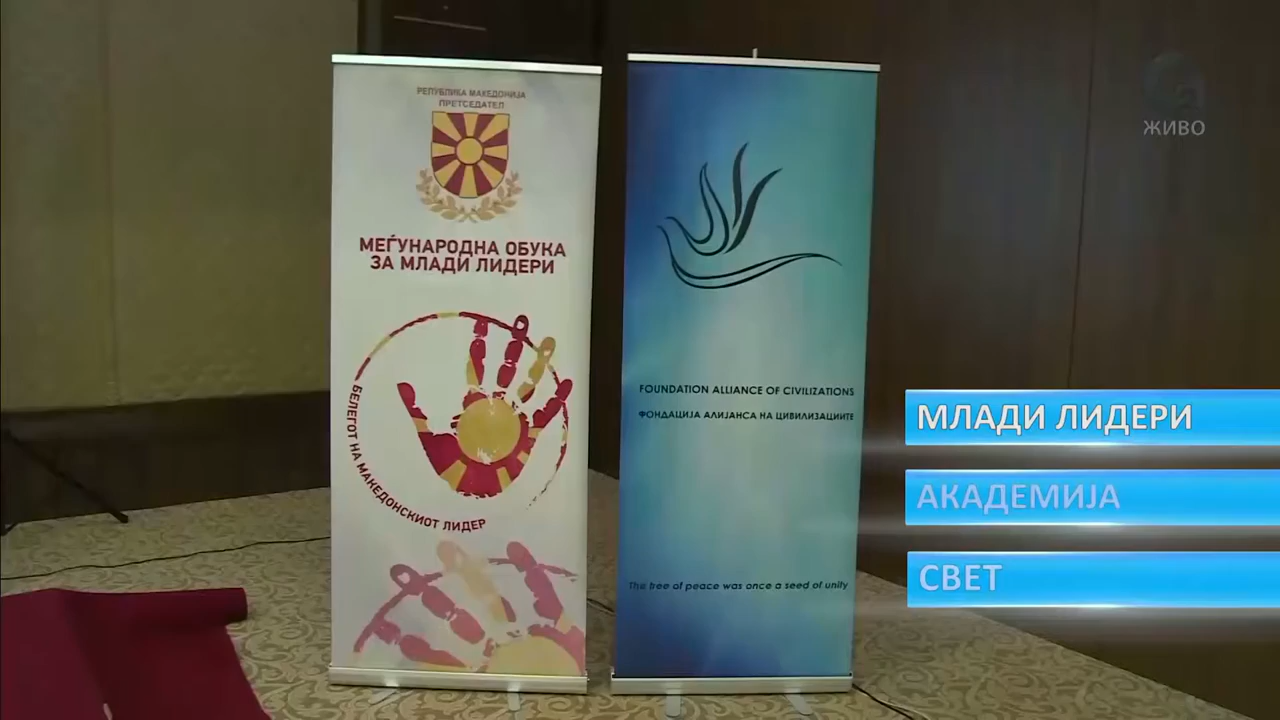 РЕПУБЛИКА МАКЕДОНИЈА
ПРЕТСЕДАТЕЛ
МЕЃУНАРОДНА ОБУКА
ЗА МЛАДИ ЛИДЕРИ
БЕЛЕГОТ НА МАКЕДОНСКИОТ ЛИДЕР
FOUNDATION ALLIANCE OF CIVILIZATIONS
ФОНДАЦИЈА АЛИЈАНСА НА ЦИВИЛИЗАЦИИТЕ
The tree of peace was once a seed of unity
ЖИВО
МЛАДИ ЛИДЕРИ
АКАДЕМИЈА
СВЕТ